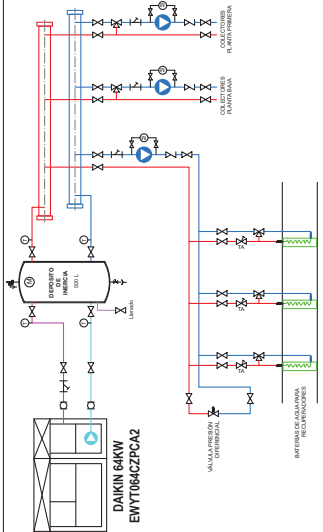 COLECTORES
PLANTA PRIMERA
COLECTORES
PLANTA BAJA
M
M
M
T
T
T
T
M
DEPOSITO
DE
INERCIA
500 L
Llenado
DAIKIN 64KW
EWYT064CZPCA2
TA
TA
TA
VÁLVULA PRESIÓN
DIFERENCIAL
BATERÍAS DE AGUA PARA
RECUPERADORES